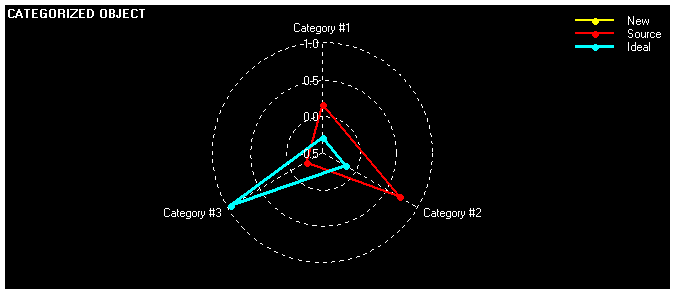 CATEGORIZED OBJECT
New
Source
Ideal
Category #1
1.0
0.5
0.0
0.5
Category #3
Category #2